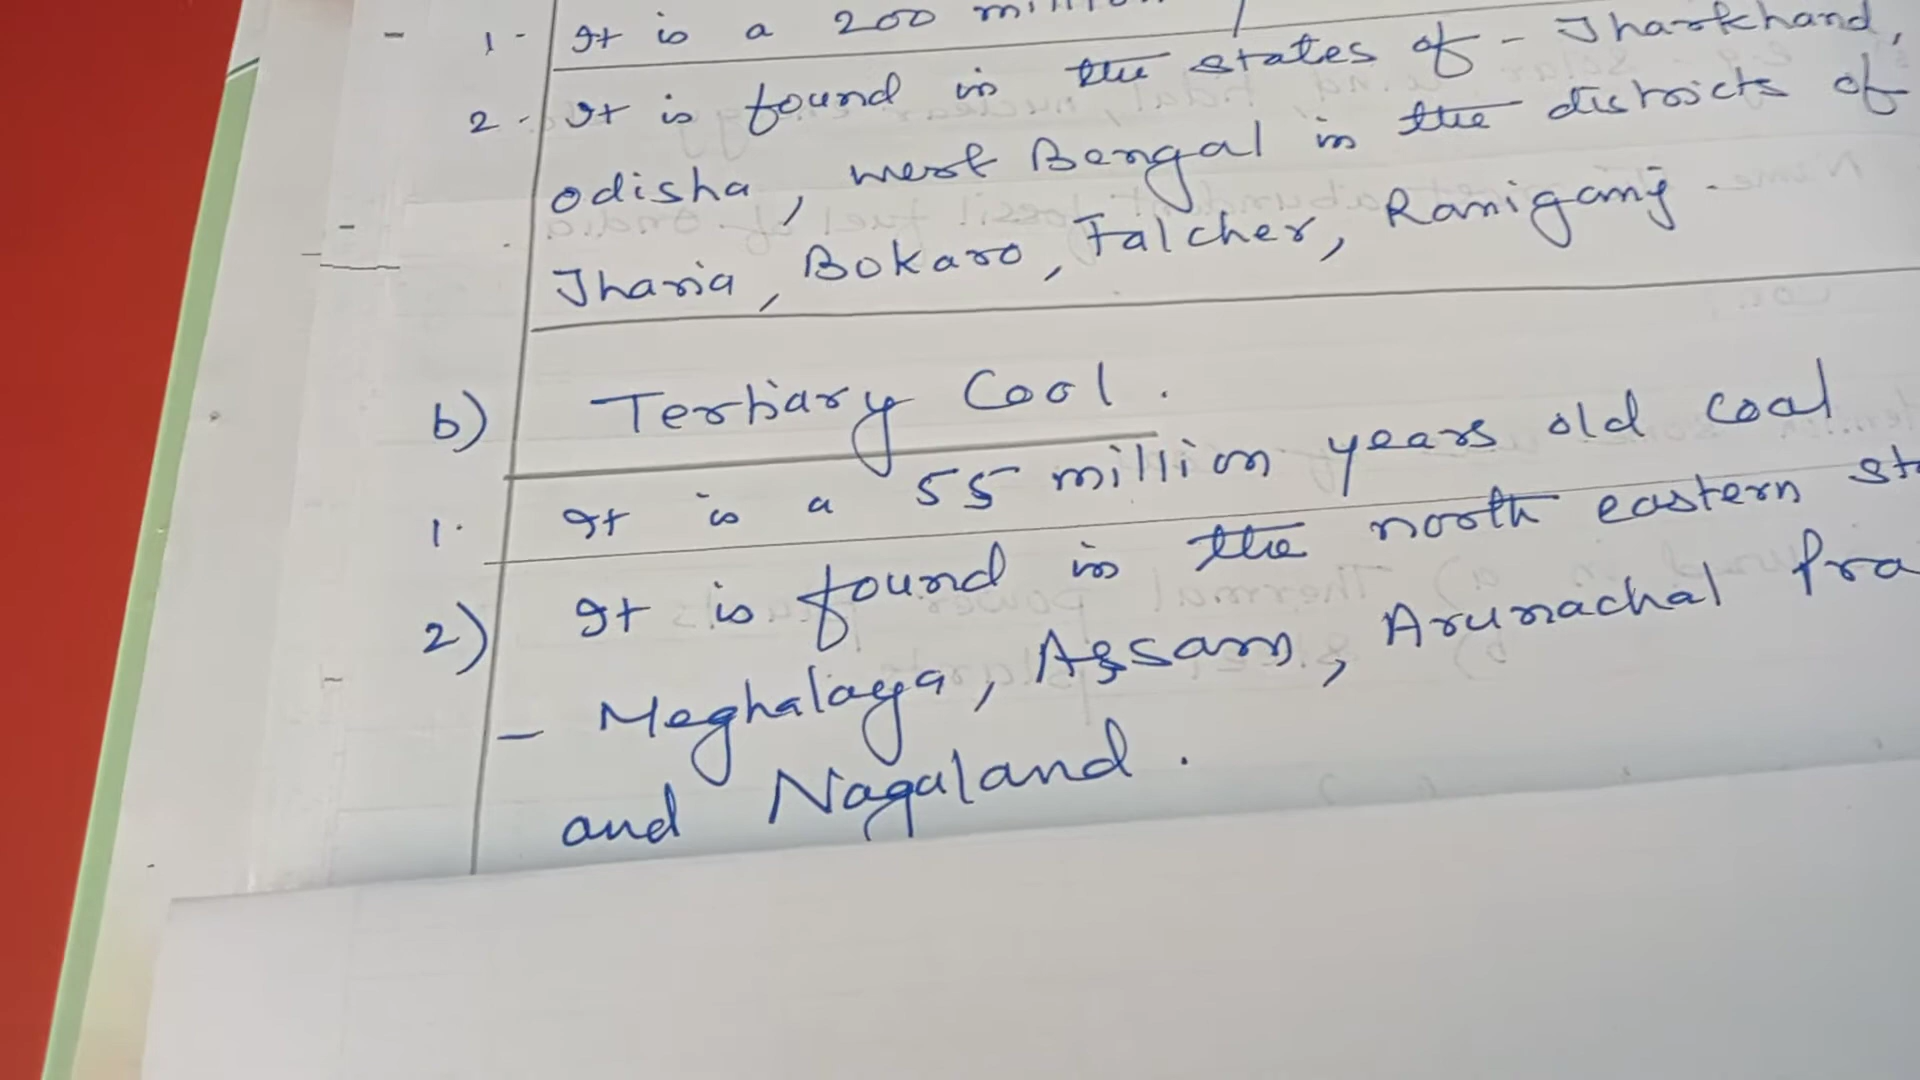 1- It is a 200
2- It is found in the states of - Jharkhand,
odisha, west Bengal in the districts of
Jharia, Bokaro, Talcher, Raniganj.
b) Tertiary Cool.
1. It is a 55 million years old coal
2) It is found in the north eastern
- Meghalaya, Assam, Arunachal
and Nagaland.